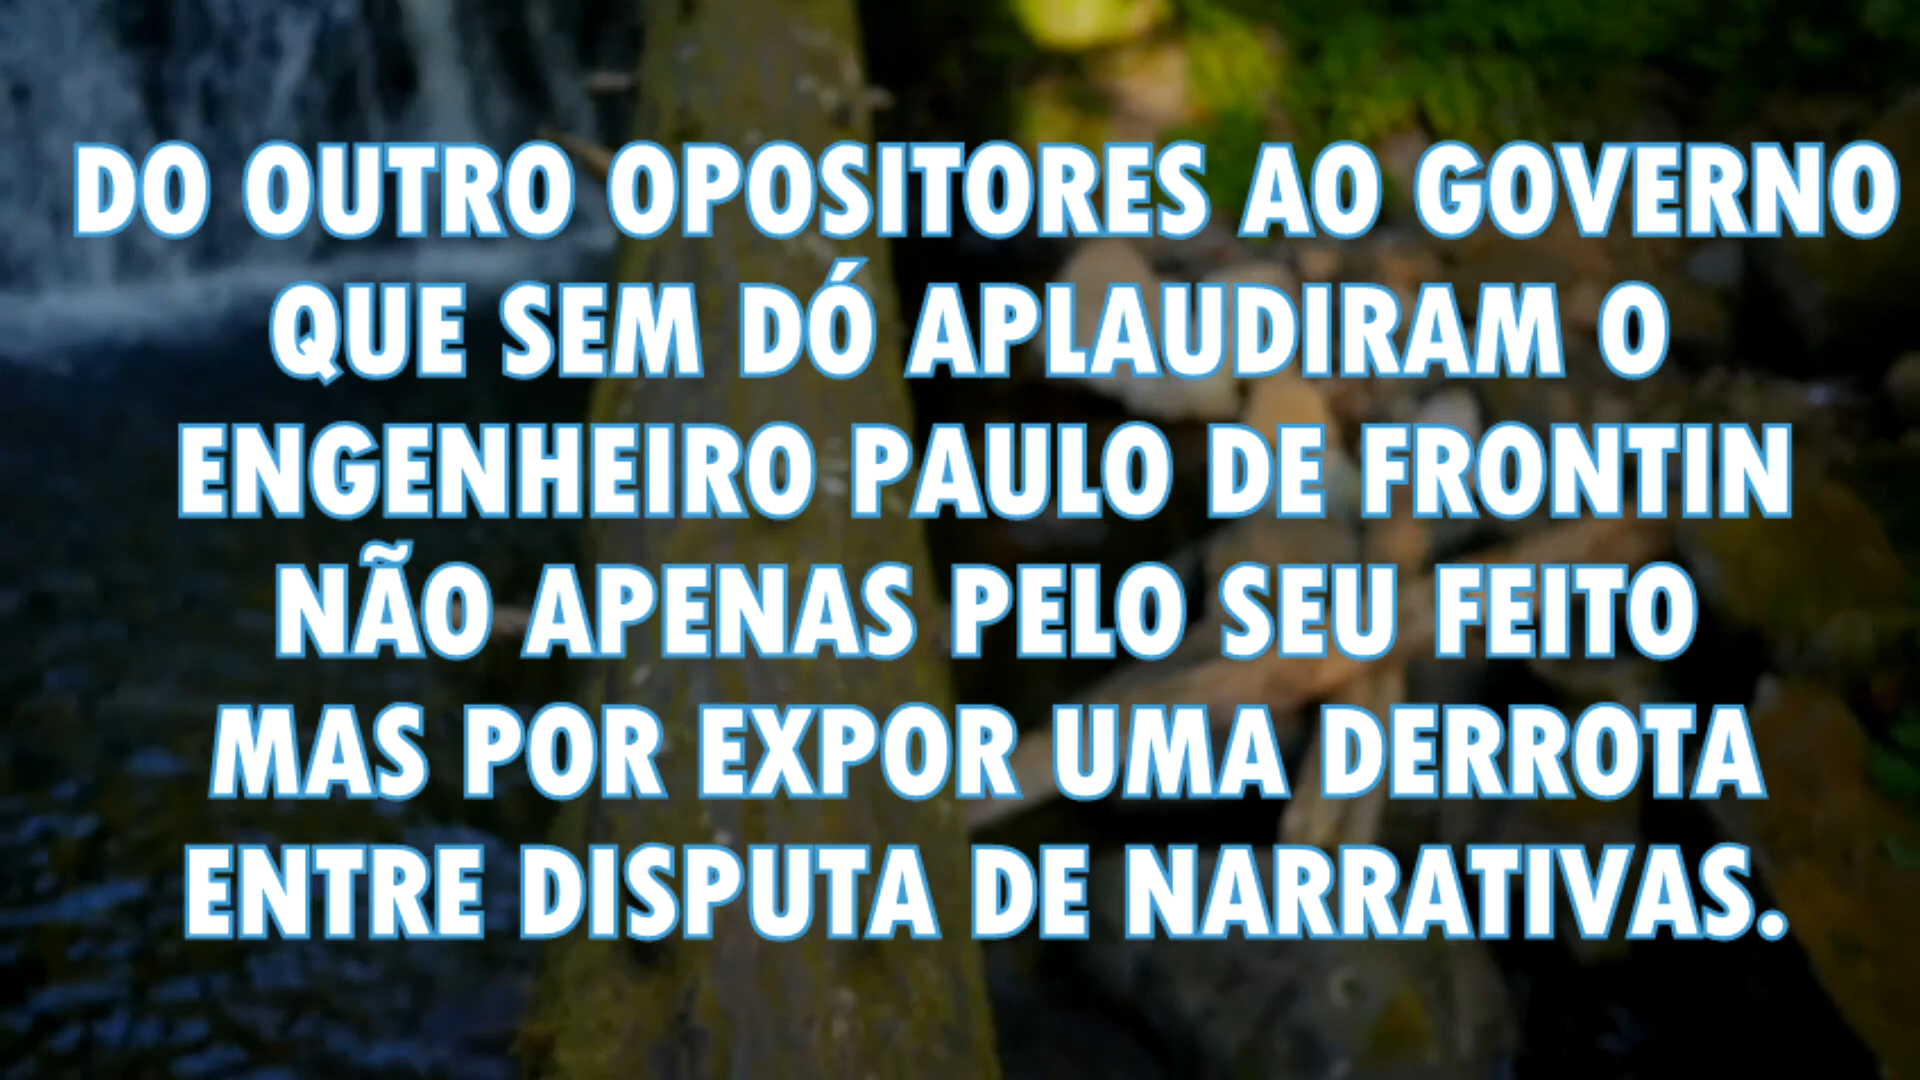 DO OUTRO OPOSITORES AO GOVERNO
QUE SEM DÓ APLAUDIRAM O
ENGENHEIRO PAULO DE FRONTIN
NÃO APENAS PELO SEU FEITO
MAS POR EXPOR UMA DERROTA
ENTRE DISPUTA DE NARRATIVAS.